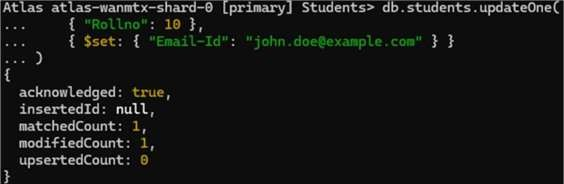 Atlas atlas-wanmtx-shard-0 [primary] Students> db.students.updateOne(
...     { "Rollno": 10 },
...     { $set: { "Email-Id": "john.doe@example.com" } }
... )
{
  acknowledged: true,
  insertedId: null,
  matchedCount: 1,
  modifiedCount: 1,
  upsertedCount: 0
}